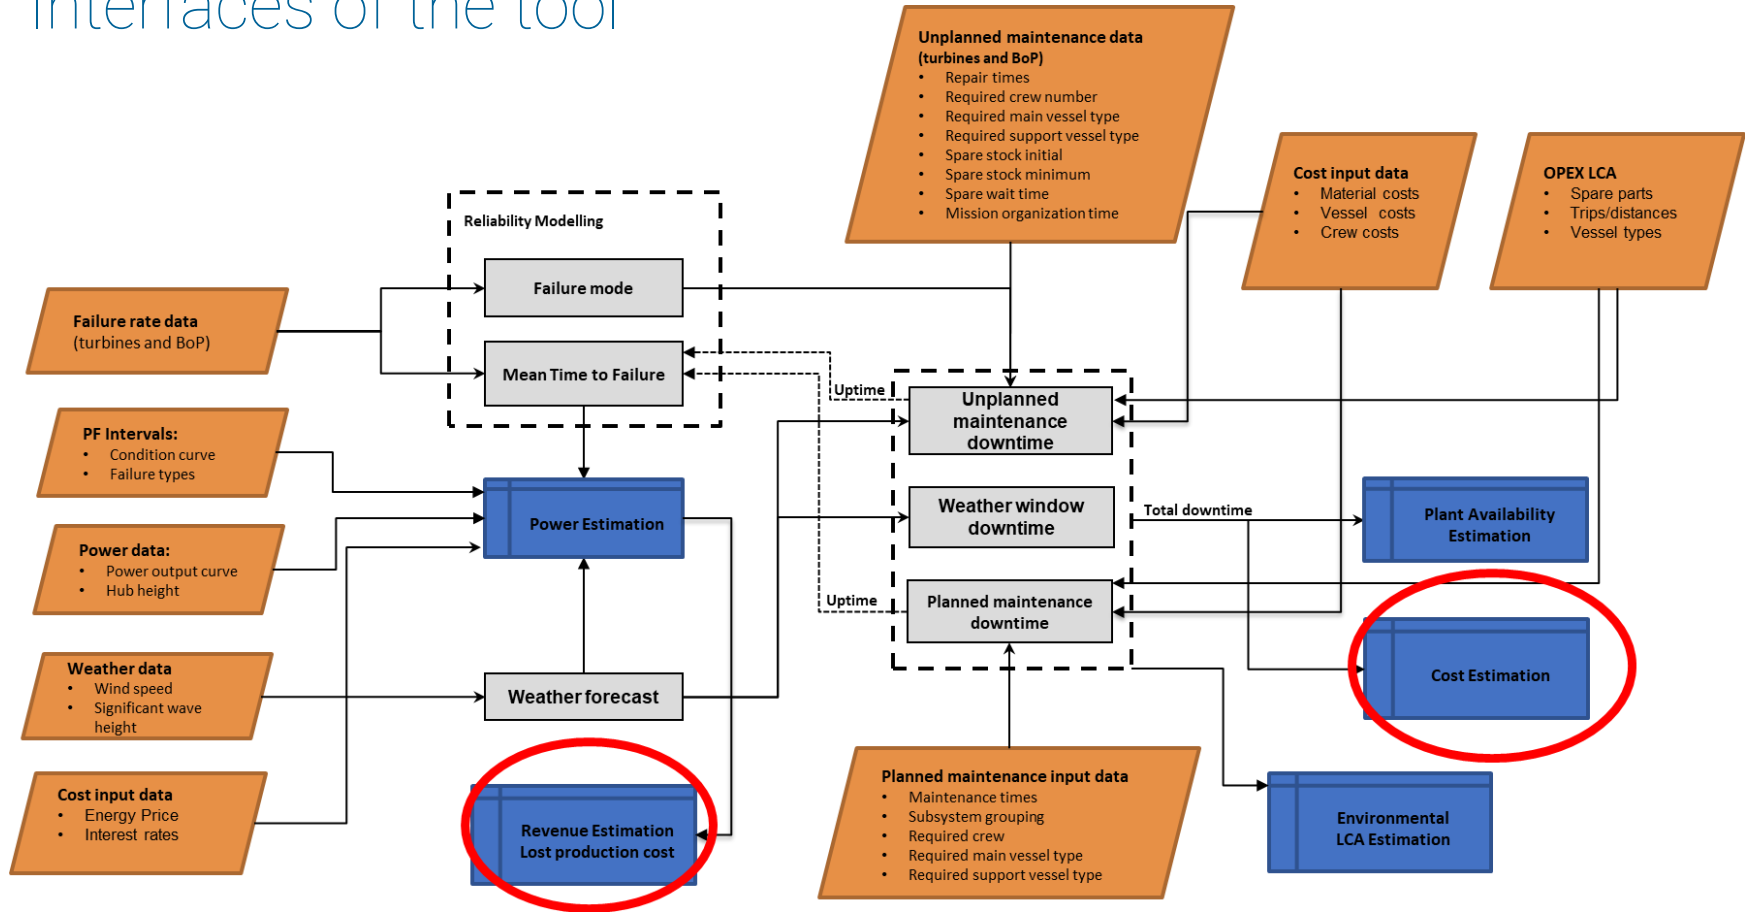 Interfaces of the tool
Unplanned maintenance data
(turbines and BoP)
• Repair times
• Required crew number
• Required main vessel type
• Required support vessel type
• Spare stock initial
• Spare stock minimum
• Spare wait time
• Mission organization time
Cost input data
• Material costs
• Vessel costs
• Crew costs
OPEX LCA
• Spare parts
• Trips/distances
• Vessel types
Reliability Modelling
Failure mode
Mean Time to Failure
Failure rate data
(turbines and BoP)
PF Intervals:
• Condition curve
• Failure types
Power data:
• Power output curve
• Hub height
Weather data
• Wind speed
• Significant wave
height
Cost input data
• Energy Price
• Interest rates
Power Estimation
Weather forecast
Revenue Estimation
Lost production cost
Uptime
Uptime
Unplanned
maintenance
downtime
Weather window
downtime
Planned maintenance
downtime
Total downtime
Planned maintenance input data
• Maintenance times
• Subsystem grouping
• Required crew
• Required main vessel type
• Required support vessel type
Plant Availability
Estimation
Cost Estimation
Environmental
LCA Estimation